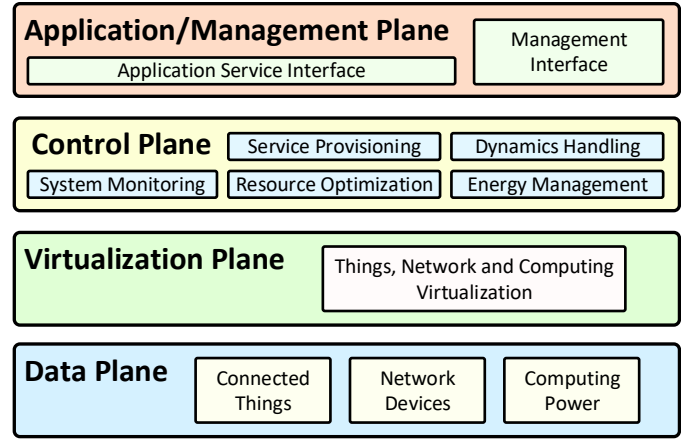 Application/Management Plane
Application Service Interface
Management
Interface
Control Plane
Service Provisioning
Dynamics Handling
System Monitoring
Resource Optimization
Energy Management
Virtualization Plane
Things, Network and Computing
Virtualization
Data Plane
Connected
Things
Network
Devices
Computing
Power